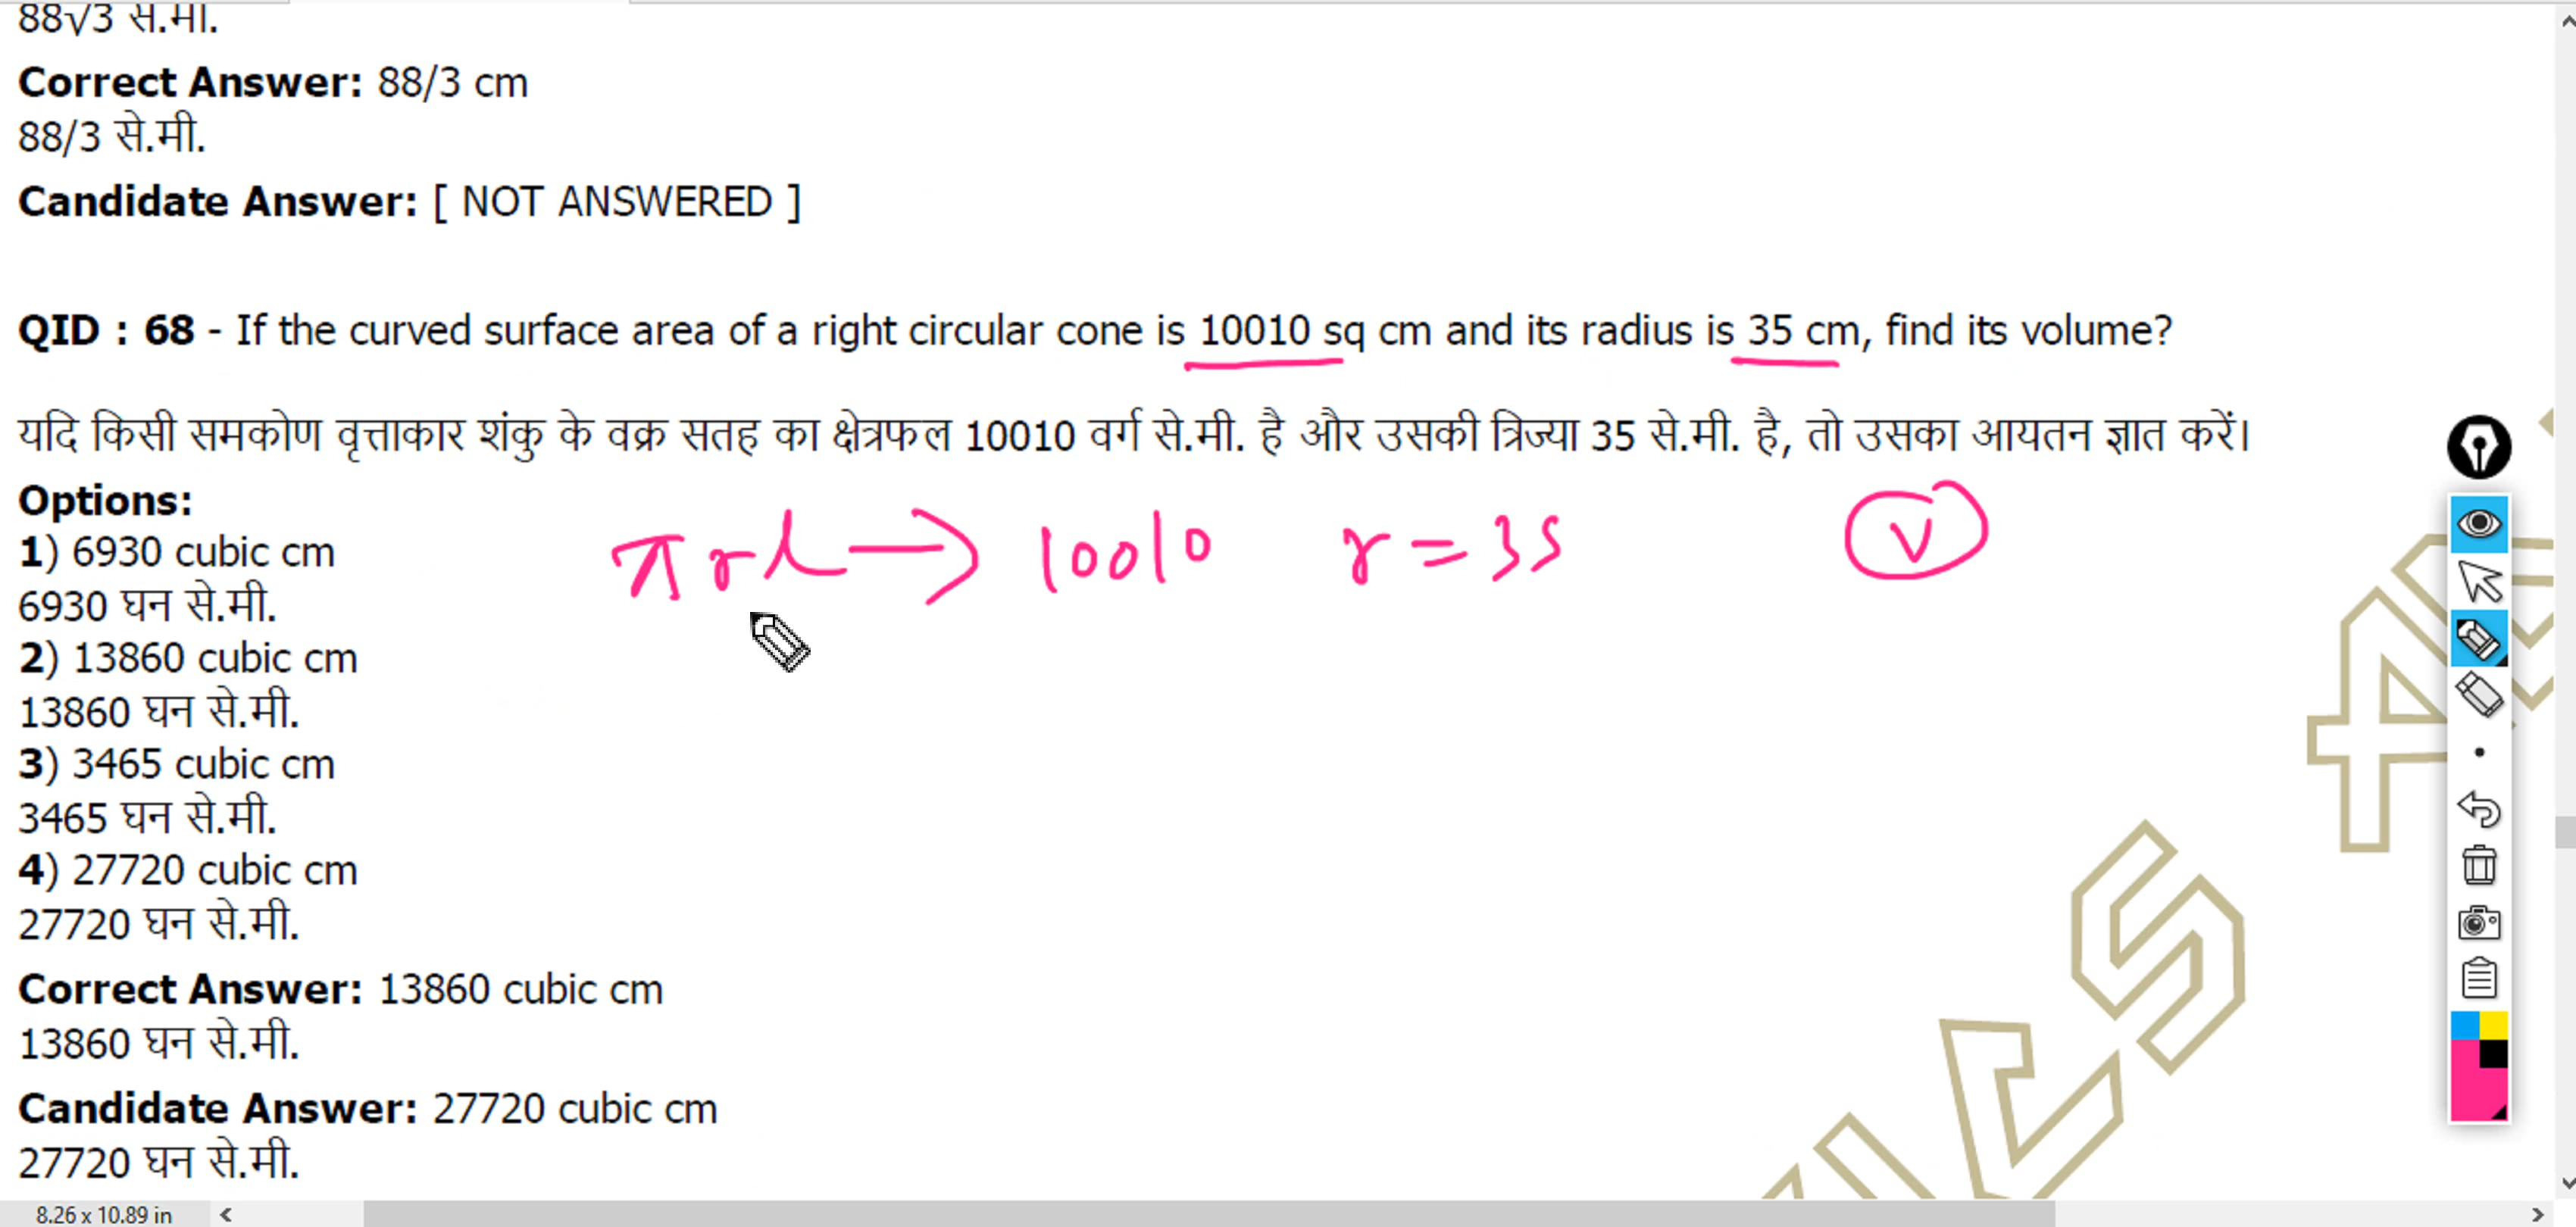 88√3 से.मी.
Correct Answer: 88/3 cm
88/3 से.मी.
Candidate Answer: [ NOT ANSWERED ]
QID : 68 - If the curved surface area of a right circular cone is 10010 sq cm and its radius is 35 cm, find its volume?
यदि किसी समकोण वृत्ताकार शंकु के वक्र सतह का क्षेत्रफल 10010 वर्ग से.मी. है और उसकी त्रिज्या 35 से.मी. है, तो उसका आयतन ज्ञात करें।
Options:
πrl → 10010 r = 35 V
1) 6930 cubic cm
6930 घन से.मी.
2) 13860 cubic cm
13860 घन से.मी.
3) 3465 cubic cm
3465 घन से.मी.
4) 27720 cubic cm
27720 घन से.मी.
Correct Answer: 13860 cubic cm
13860 घन से.मी.
Candidate Answer: 27720 cubic cm
27720 घन से.मी.
8.26 x 10.89 in